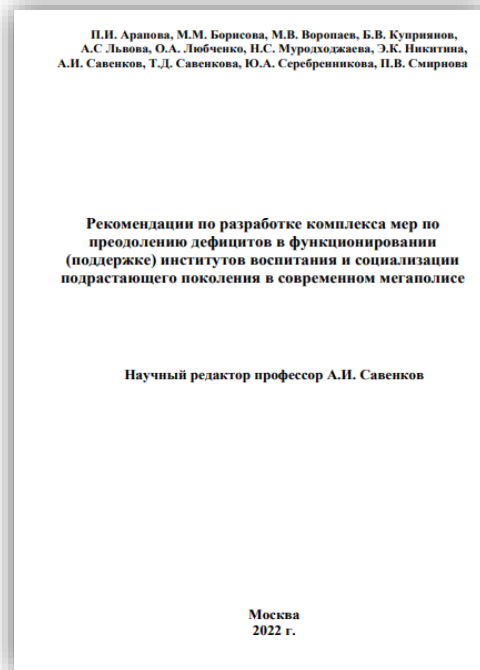 П.И. Арапова, М.М. Борисова, М.В. Воропаев, Б.В. Куприянов,
А.С Львова, О.А. Любченко, Н.С. Муродходжаева, Э.К. Никитина,
А.И. Савенков, Т.Д. Савенкова, Ю.А. Серебренникова, П.В. Смирнова
Рекомендации по разработке комплекса мер по
преодолению дефицитов в функционировании
(поддержке) институтов воспитания и социализации
подрастающего поколения в современном мегаполисе
Научный редактор профессор А.И. Савенков
Москва
2022 г.